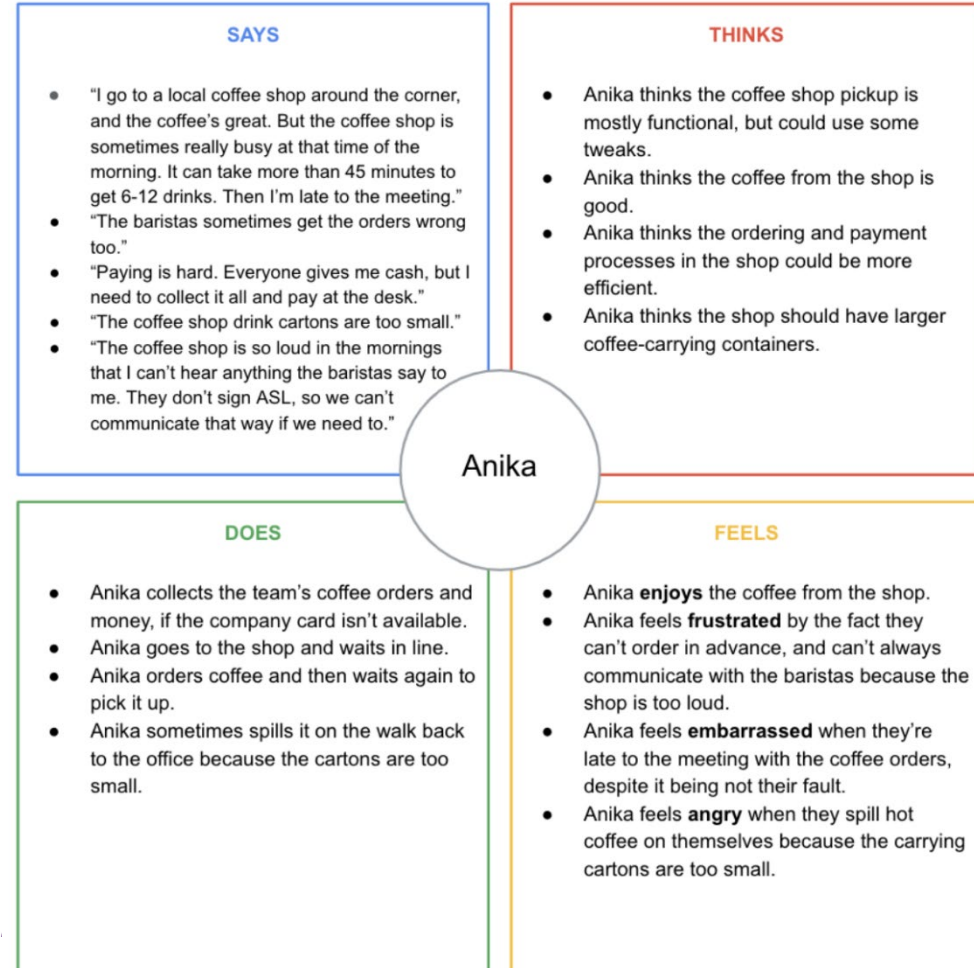 SAYS
● “I go to a local coffee shop around the corner,
and the coffee’s great. But the coffee shop is
sometimes really busy at that time of the
morning. It can take more than 45 minutes to
get 6-12 drinks. Then I’m late to the meeting.”
● “The baristas sometimes get the orders wrong
too.”
● “Paying is hard. Everyone gives me cash, but I
need to collect it all and pay at the desk.”
● “The coffee shop drink cartons are too small.”
● “The coffee shop is so loud in the mornings
that I can’t hear anything the baristas say to
me. They don’t sign ASL, so we can’t
communicate that way if we need to.”
THINKS
● Anika thinks the coffee shop pickup is
mostly functional, but could use some
tweaks.
● Anika thinks the coffee from the shop is
good.
● Anika thinks the ordering and payment
processes in the shop could be more
efficient.
● Anika thinks the shop should have larger
coffee-carrying containers.
Anika
DOES
● Anika collects the team’s coffee orders and
money, if the company card isn’t available.
● Anika goes to the shop and waits in line.
● Anika orders coffee and then waits again to
pick it up.
● Anika sometimes spills it on the walk back
to the office because the cartons are too
small.
FEELS
● Anika enjoys the coffee from the shop.
● Anika feels frustrated by the fact they
can’t order in advance, and can’t always
communicate with the baristas because the
shop is too loud.
● Anika feels embarrassed when they’re
late to the meeting with the coffee orders,
despite it being not their fault.
● Anika feels angry when they spill hot
coffee on themselves because the carrying
cartons are too small.